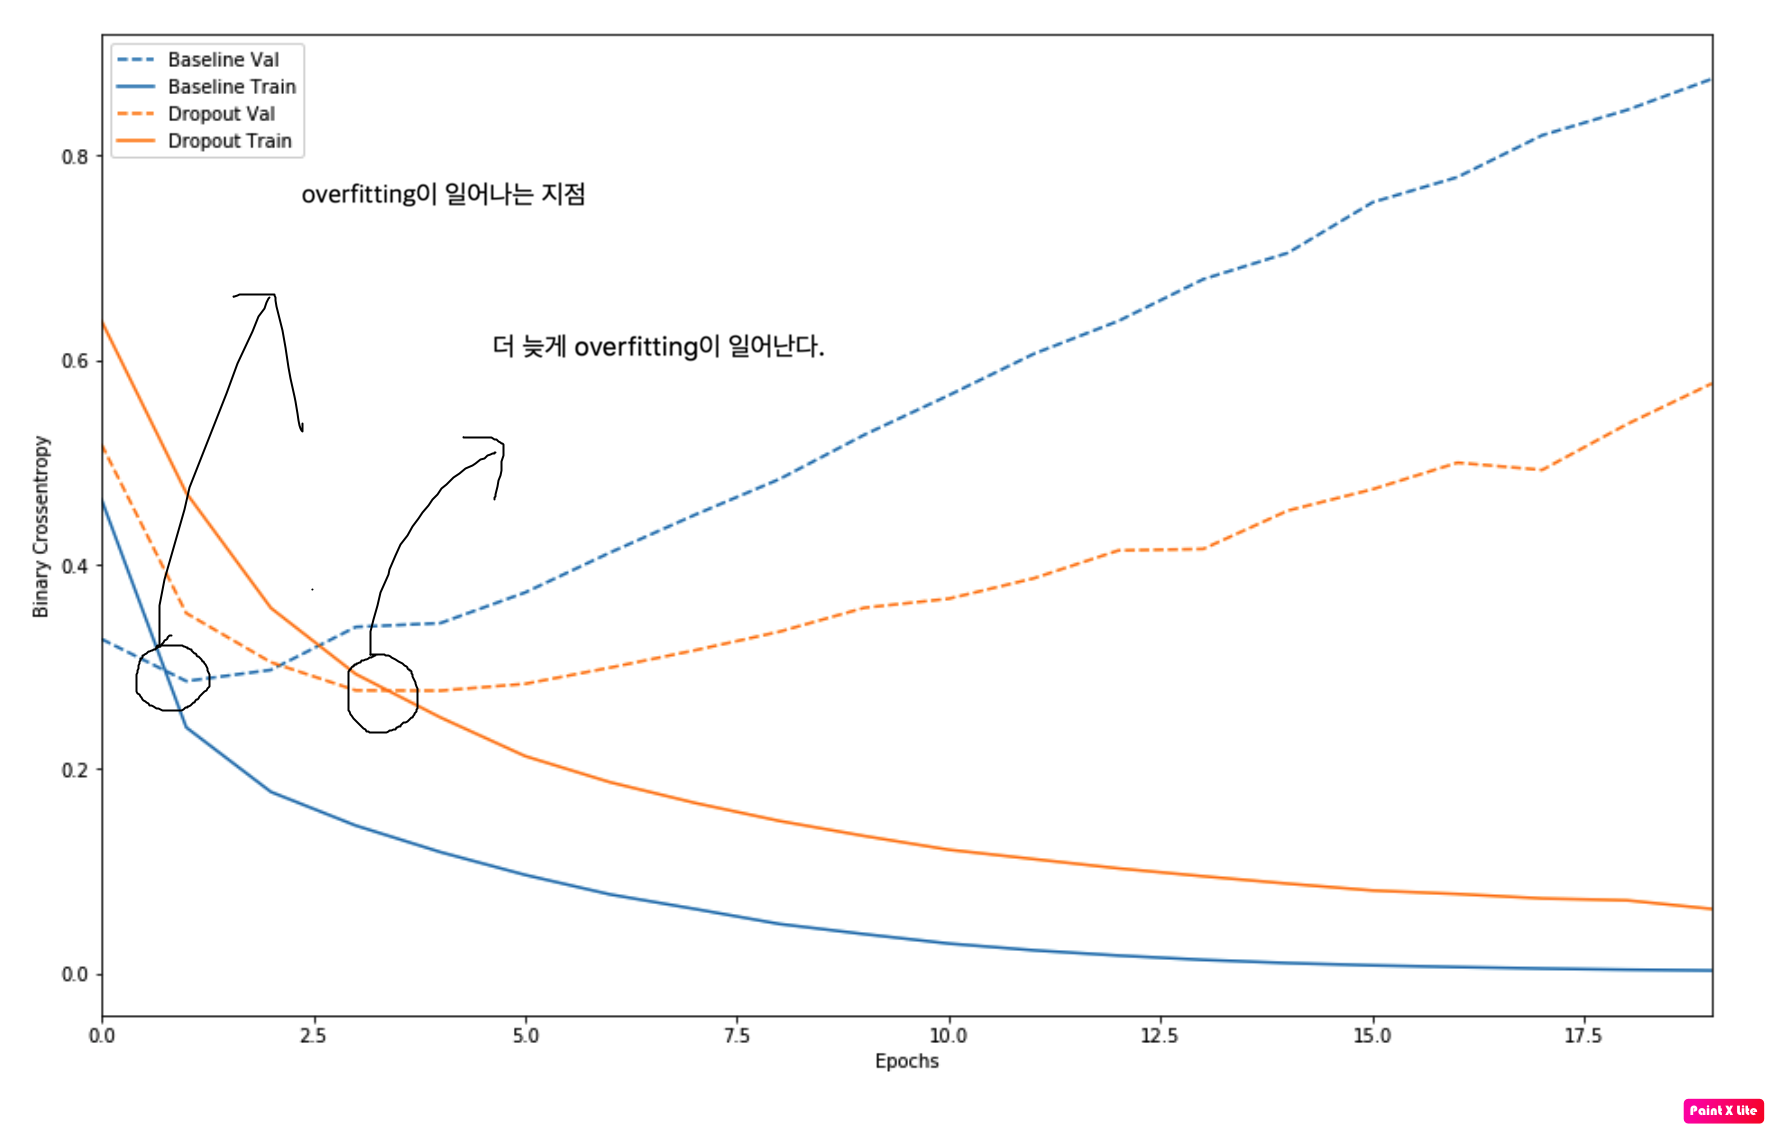 Baseline Val
Baseline Train
Dropout Val
Dropout Train
overfitting이 일어나는 지점
더 늦게 overfitting이 일어난다.
Binary Crossentropy
0.8
0.6
0.4
0.2
0.0
0.0 2.5 5.0 7.5 10.0 12.5 15.0 17.5
Epochs
Paint X Lite